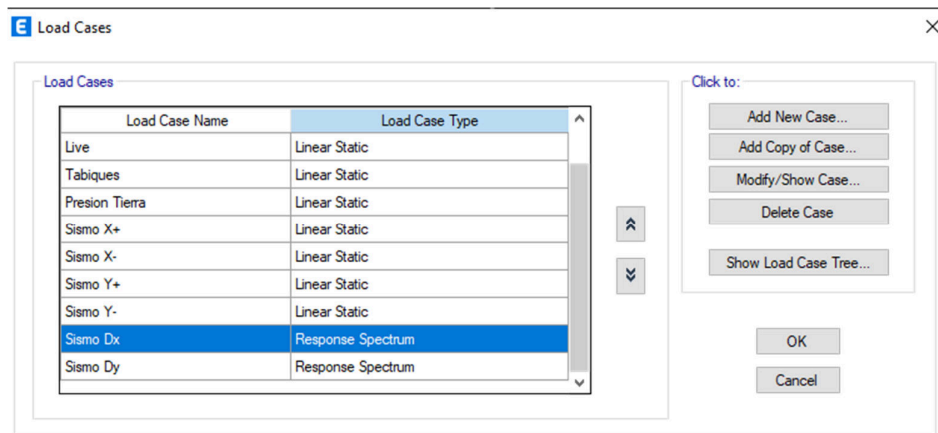 E Load Cases
Load Cases
Load Case Name Load Case Type
Live Linear Static
Tabiques Linear Static
Presion Tierra Linear Static
Sismo X+ Linear Static
Sismo X- Linear Static
Sismo Y+ Linear Static
Sismo Y- Linear Static
Sismo Dx Response Spectrum
Sismo Dy Response Spectrum
Click to:
Add New Case...
Add Copy of Case...
Modify/Show Case...
Delete Case
Show Load Case Tree...
OK
Cancel